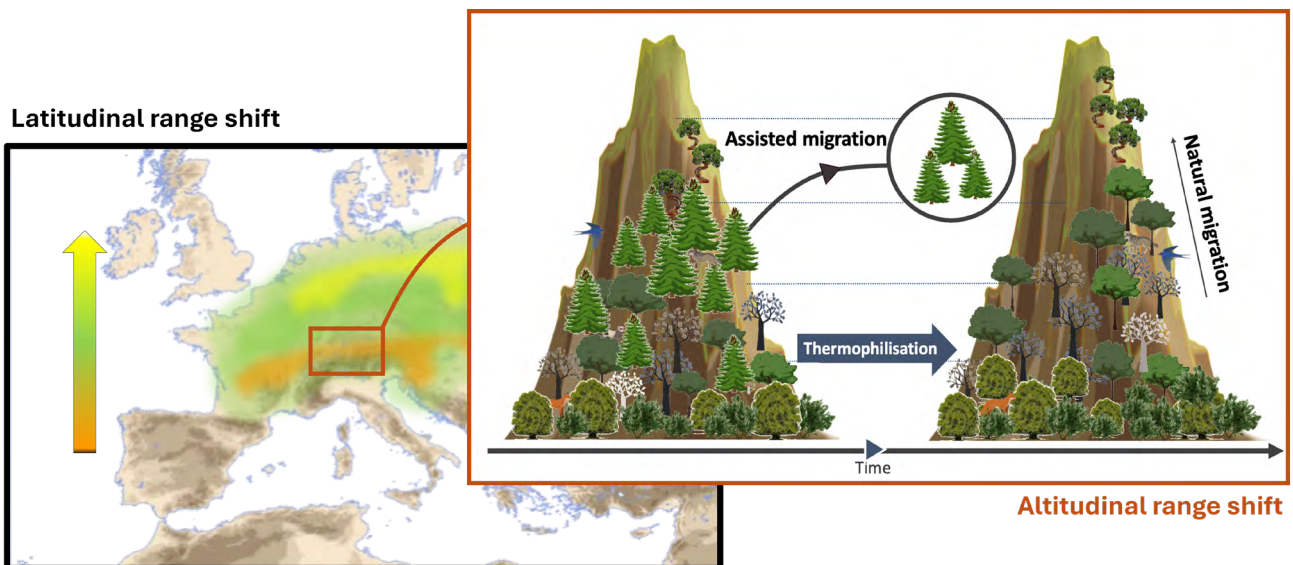 Latitudinal range shift
Assisted migration
Natural migration
Thermophilisation
Time
Altitudinal range shift